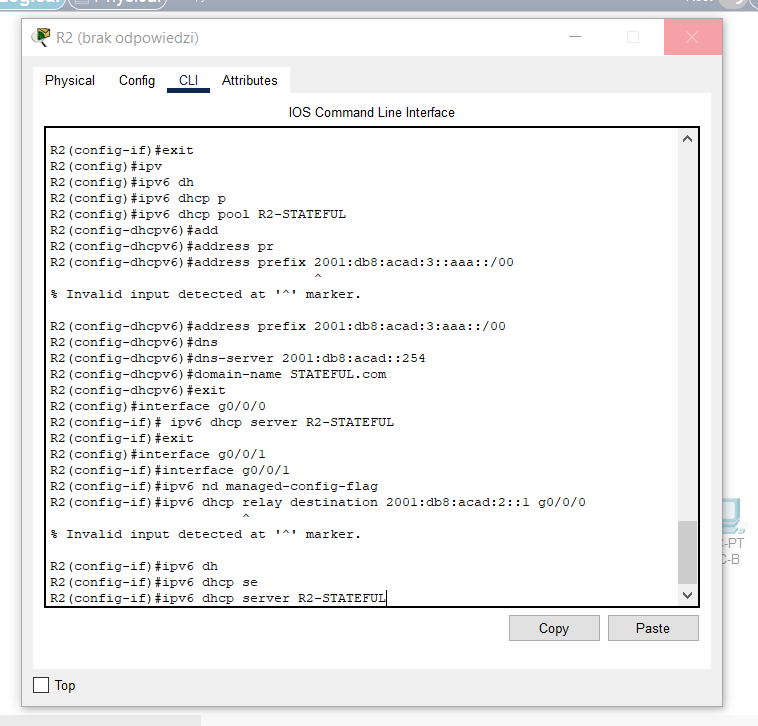 R2 (brak odpowiedzi)
Physical Config CLI Attributes
IOS Command Line Interface
R2(config-if)#exit
R2(config)#ipv
R2(config)#ipv6 dh
R2(config)#ipv6 dhcp p
R2(config)#ipv6 dhcp pool R2-STATEFUL
R2(config-dhcpv6)#add
R2(config-dhcpv6)#address pr
R2(config-dhcpv6)#address prefix 2001:db8:acad:3::aaa::/00
^
% Invalid input detected at '^' marker.
R2(config-dhcpv6)#address prefix 2001:db8:acad:3:aaa::/00
R2(config-dhcpv6)#dns
R2(config-dhcpv6)#dns-server 2001:db8:acad::254
R2(config-dhcpv6)#domain-name STATEFUL.com
R2(config-dhcpv6)#exit
R2(config)#interface g0/0/0
R2(config-if)# ipv6 dhcp server R2-STATEFUL
R2(config-if)#exit
R2(config)#interface g0/0/1
R2(config-if)#interface g0/0/1
R2(config-if)#ipv6 nd managed-config-flag
R2(config-if)#ipv6 dhcp relay destination 2001:db8:acad:2::1 g0/0/0
^
% Invalid input detected at '^' marker.
R2(config-if)#ipv6 dh
R2(config-if)#ipv6 dhcp se
R2(config-if)#ipv6 dhcp server R2-STATEFUL
Copy Paste
Top
-PT
C-B